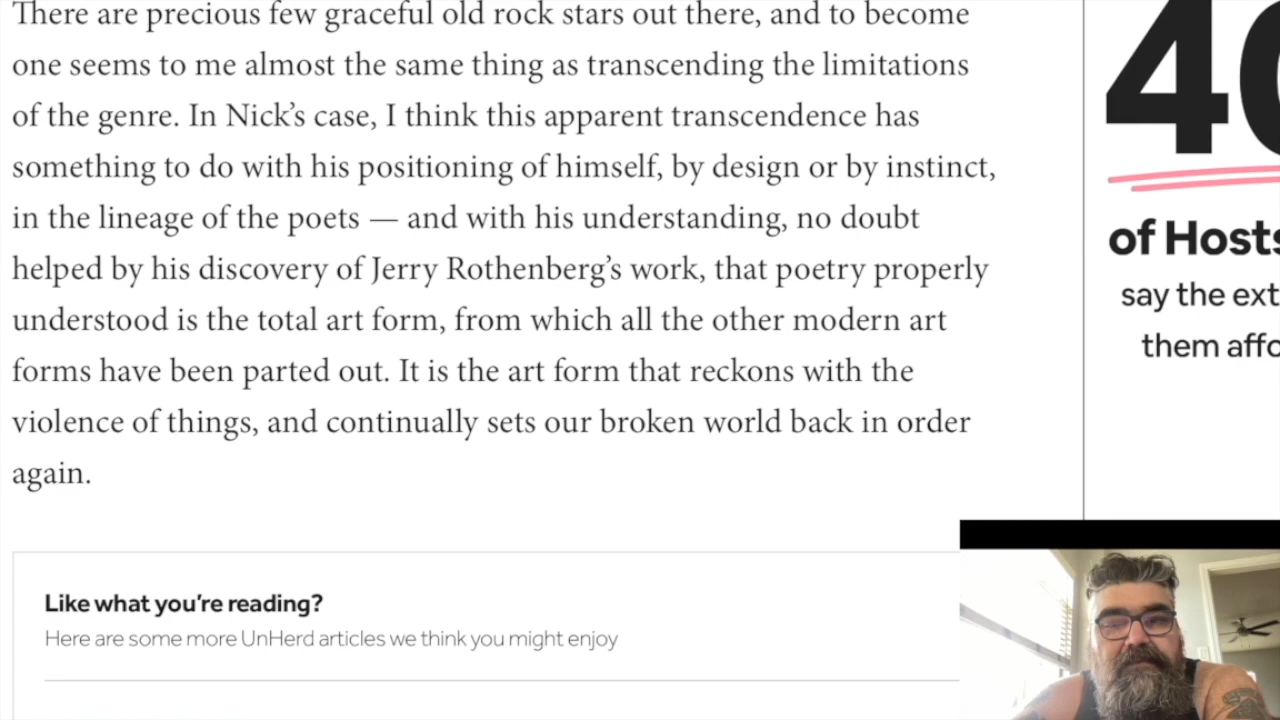 There are precious few graceful old rock stars out there, and to become
one seems to me almost the same thing as transcending the limitations
of the genre. In Nick’s case, I think this apparent transcendence has
something to do with his positioning of himself, by design or by instinct,
in the lineage of the poets — and with his understanding, no doubt
helped by his discovery of Jerry Rothenberg’s work, that poetry properly
understood is the total art form, from which all the other modern art
forms have been parted out. It is the art form that reckons with the
violence of things, and continually sets our broken world back in order
again.
Like what you’re reading?
Here are some more UnHerd articles we think you might enjoy
of Hosts
say the
them